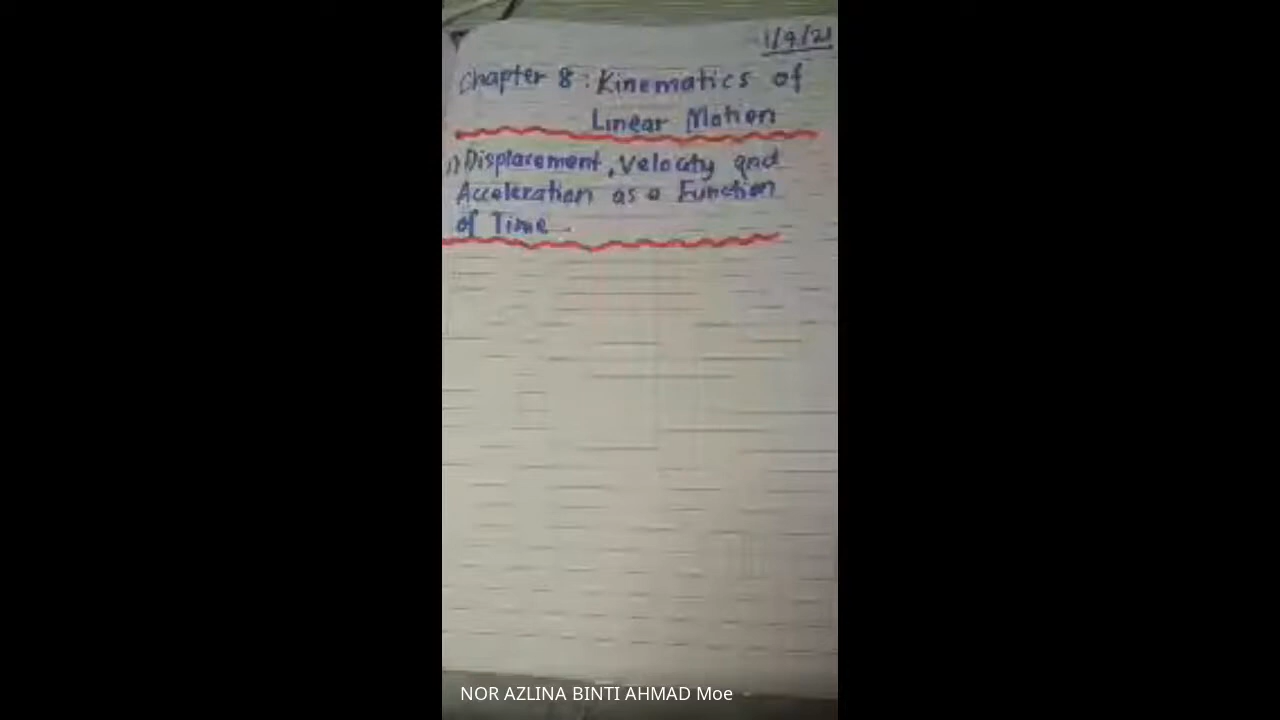 1/9/21
Chapter 8: Kinematics of
Linear Motion
1) Displacement, Velocity and
Acceleration as a Function
of Time
NOR AZLINA BINTI AHMAD Moe